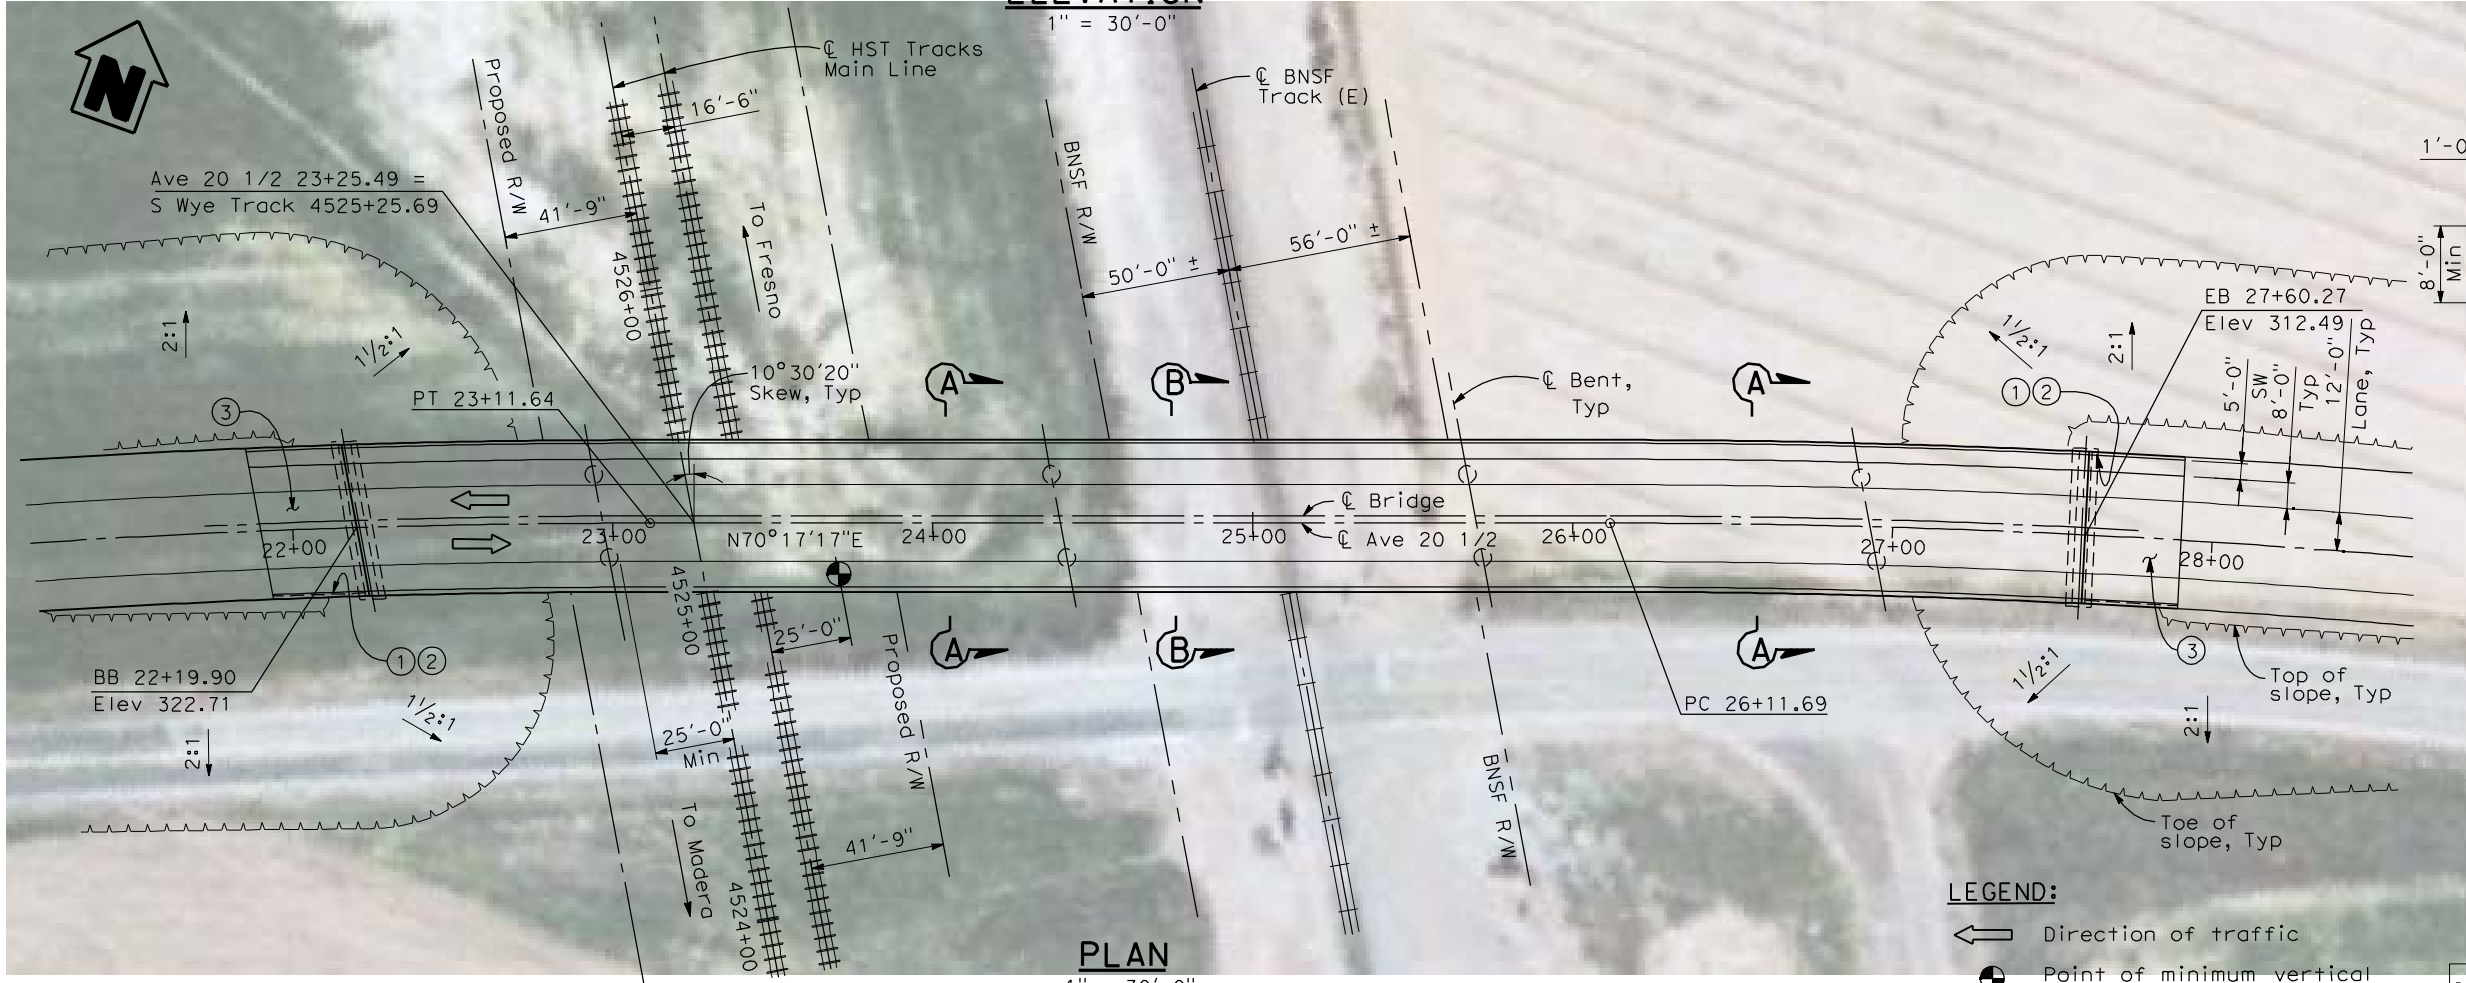 ELEVATION
1" = 30'-0"
N
℄ HST Tracks
Main Line
℄ BNSF
Track (E)
Proposed R/W
16'-6"
BNSF R/W
1'-0
Ave 20 1/2 23+25.49 =
S Wye Track 4525+25.69
41'-9"
To Fresno
4526+00
50'-0" ±
56'-0" ±
8'-0"
Min
EB 27+60.27
Elev 312.49
2:1
1½:1
1½:1
2:1
10°30'20"
Skew, Typ
A
B
℄ Bent,
Typ
A
1 2
5'-0"
SW
8'-0"
Typ
12'-0"
Lane, Typ
3
PT 23+11.64
℄ Bridge
22+00
23+00
N70°17'17"E
24+00
25+00
℄ Ave 20 1/2
26+00
27+00
28+00
4525+00
25'-0"
Proposed R/W
A
B
A
3
1 2
BB 22+19.90
Elev 322.71
1½:1
2:1
25'-0"
Min
PC 26+11.69
1½:1
2:1
Top of
slope, Typ
To Madera
4524+00
41'-9"
BNSF R/W
Toe of
slope, Typ
LEGEND:
Direction of traffic
Point of minimum vertical
PLAN
1" = 30'-0"